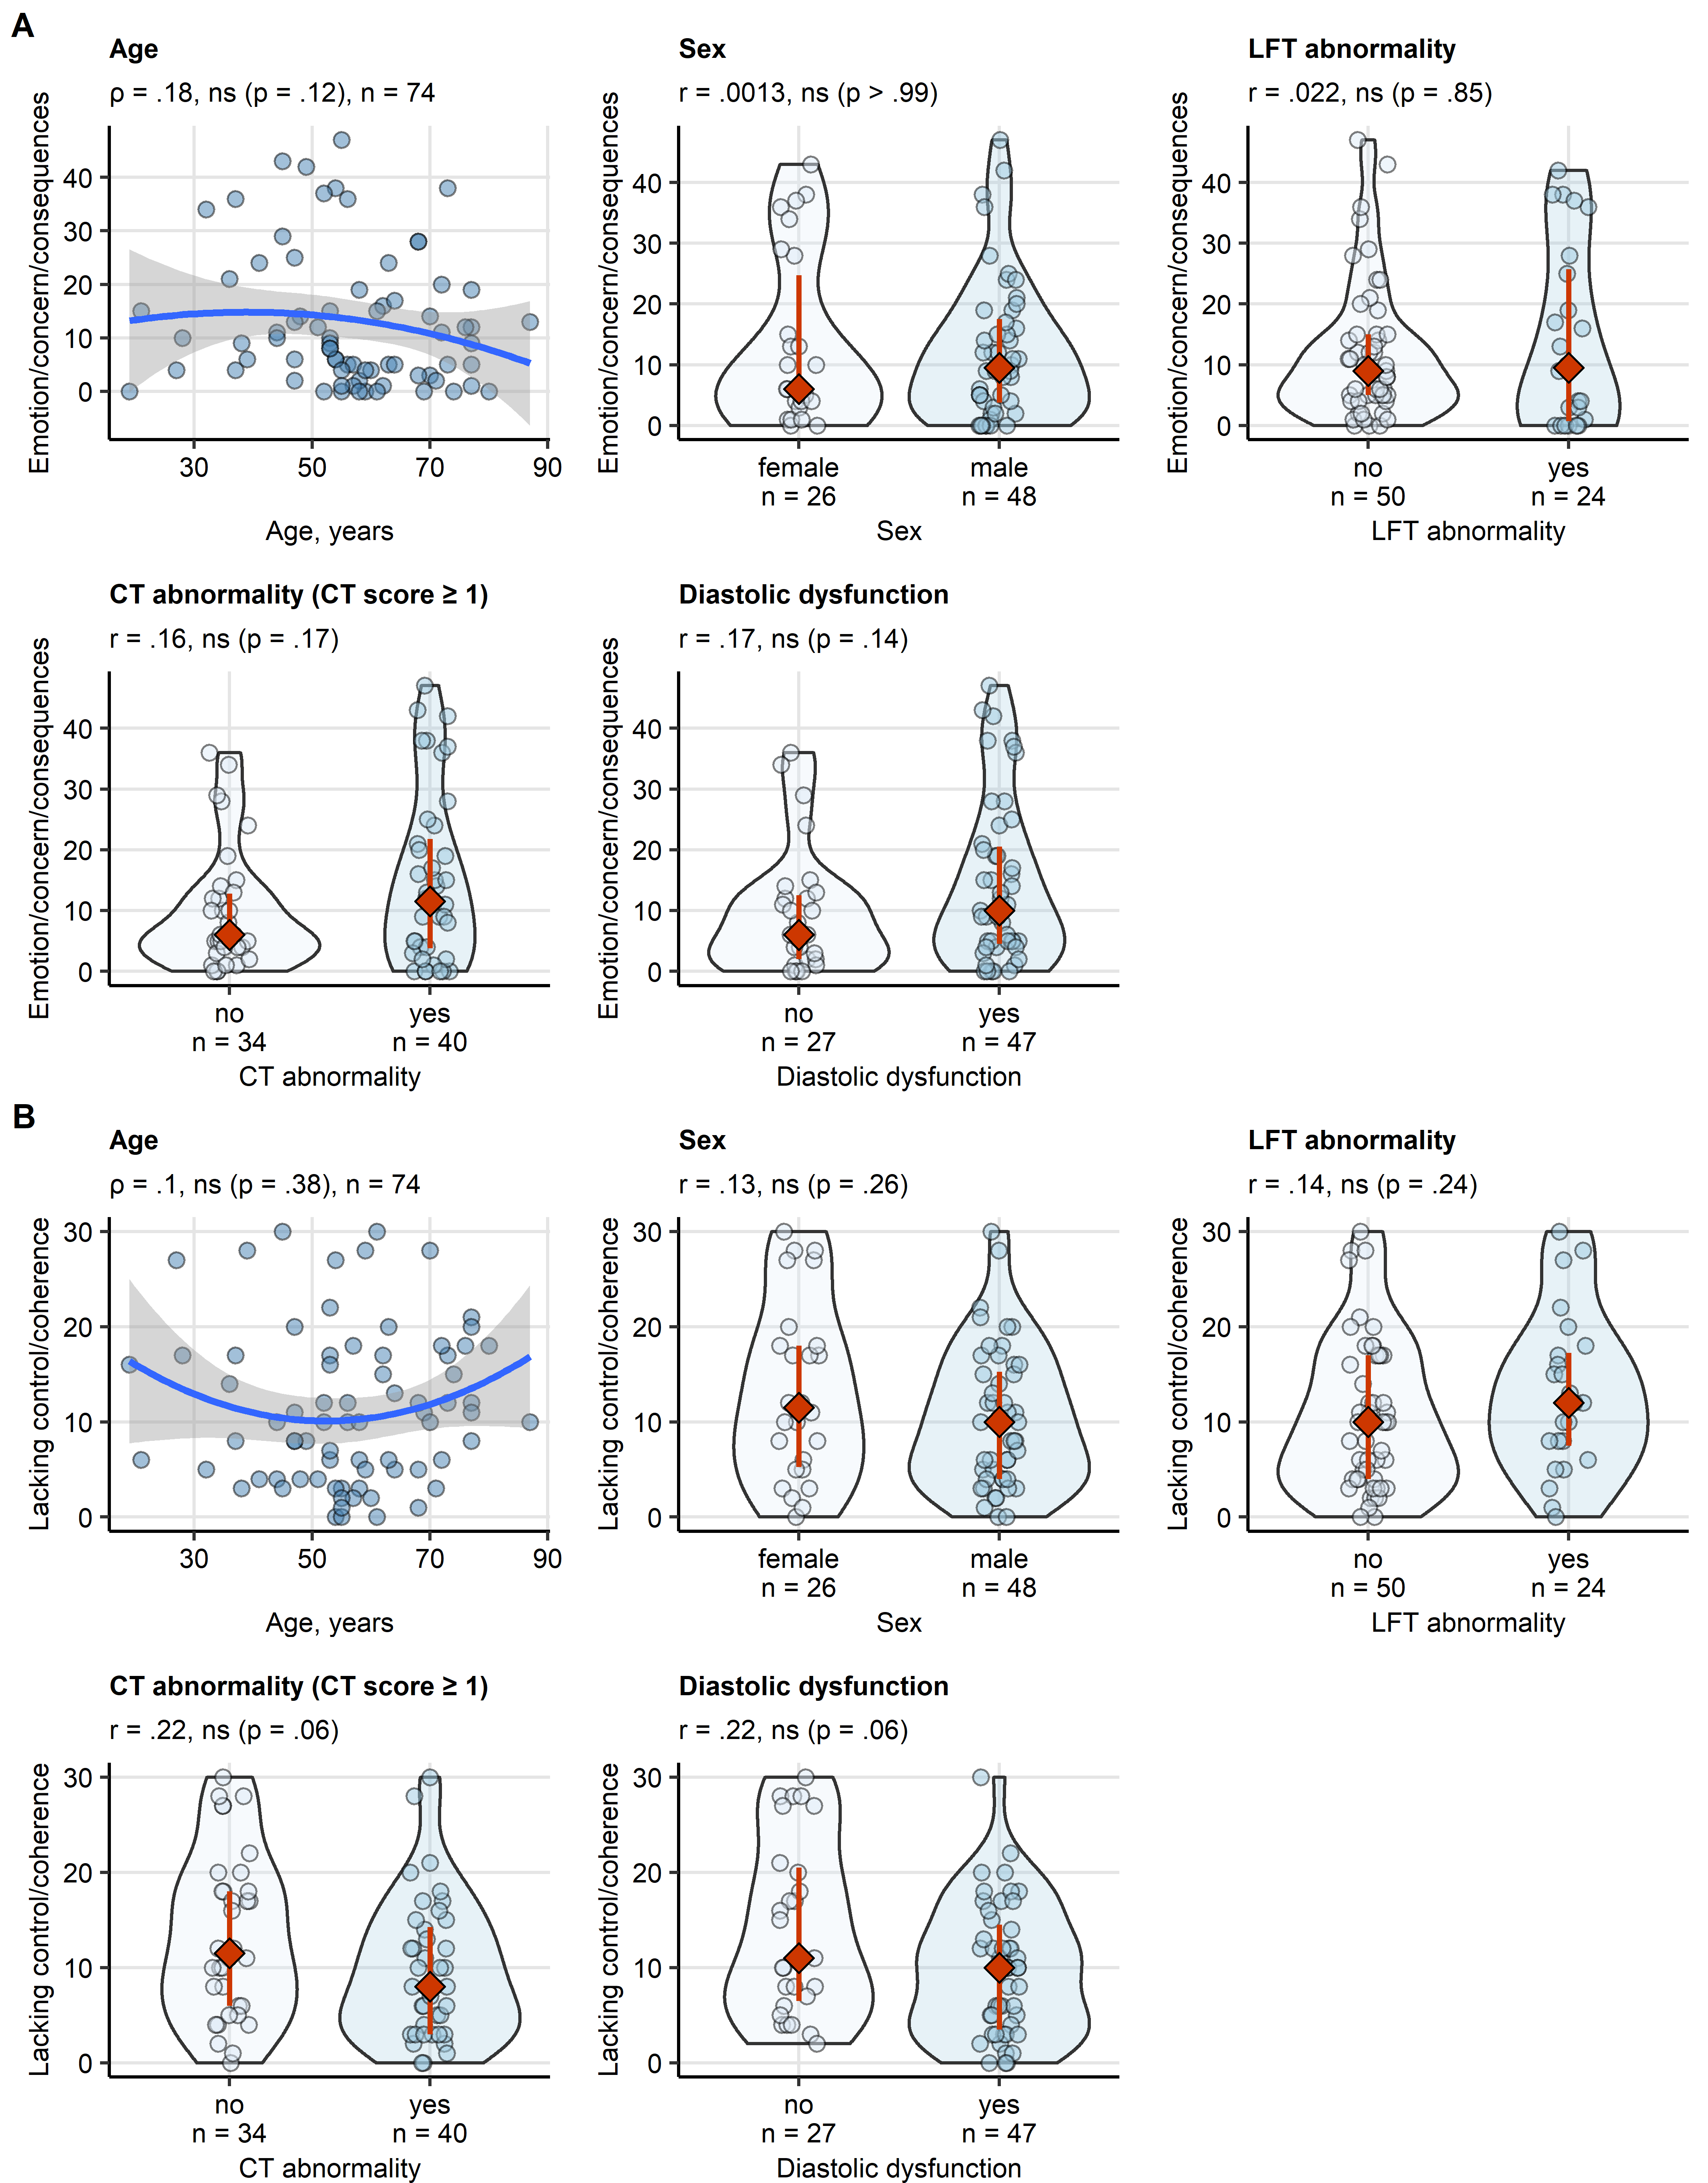 A
Age
ρ = .18, ns (p = .12), n = 74
Emotion/concern/consequences
40
30
20
10
0
30 50 70 90
Age, years
Sex
r = .0013, ns (p > .99)
Emotion/concern/consequences
40
30
20
10
0
female male
n = 26 n = 48
Sex
LFT abnormality
r = .022, ns (p = .85)
Emotion/concern/consequences
40
30
20
10
0
no yes
n = 50 n = 24
LFT abnormality
CT abnormality (CT score ≥ 1)
r = .16, ns (p = .17)
Emotion/concern/consequences
40
30
20
10
0
no yes
n = 34 n = 40
CT abnormality
Diastolic dysfunction
r = .17, ns (p = .14)
Emotion/concern/consequences
40
30
20
10
0
no yes
n = 27 n = 47
Diastolic dysfunction
B
Age
ρ = .1, ns (p = .38), n = 74
Lacking control/coherence
30
20
10
0
30 50 70 90
Age, years
Sex
r = .13, ns (p = .26)
Lacking control/coherence
30
20
10
0
female male
n = 26 n = 48
Sex
LFT abnormality
r = .14, ns (p = .24)
Lacking control/coherence
30
20
10
0
no yes
n = 50 n = 24
LFT abnormality
CT abnormality (CT score ≥ 1)
r = .22, ns (p = .06)
Lacking control/coherence
30
20
10
0
no yes
n = 34 n = 40
CT abnormality
Diastolic dysfunction
r = .22, ns (p = .06)
Lacking control/coherence
30
20
10
0
no yes
n = 27 n = 47
Diastolic dysfunction